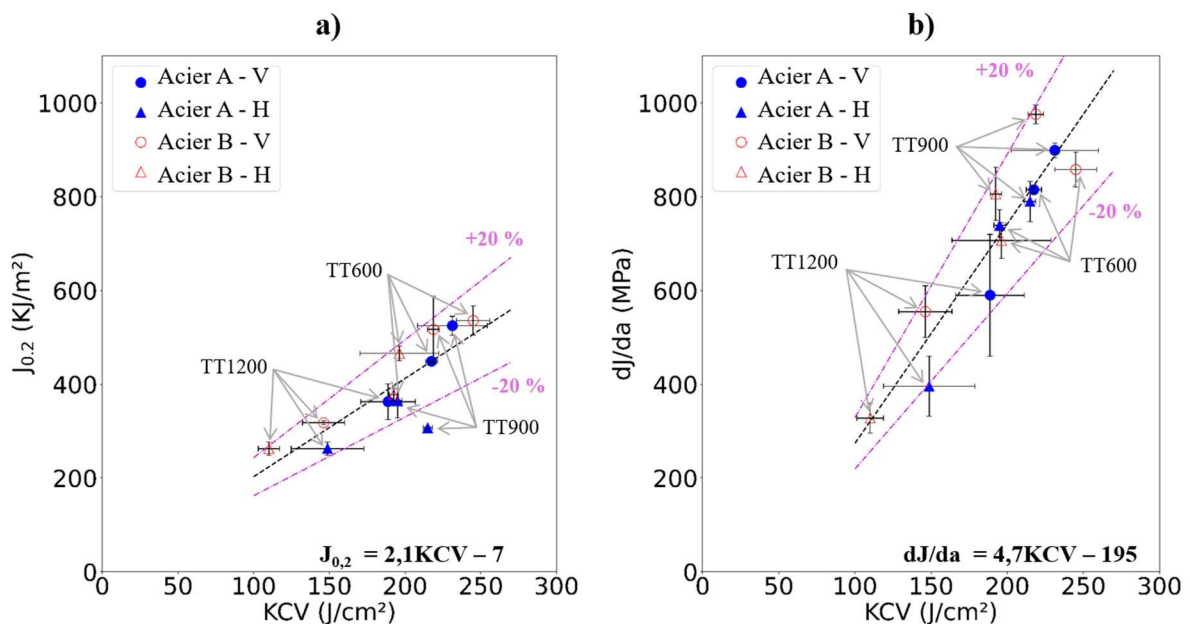 a)
J0.2 (KJ/m²)
1000
800
600
400
200
0
Acier A - V
Acier A - H
Acier B - V
Acier B - H
+20 %
TT600
TT1200
-20 %
TT900
J0,2 = 2,1KCV – 7
0 50 100 150 200 250 300
KCV (J/cm²)
b)
dJ/da (MPa)
1000
800
600
400
200
0
Acier A - V
Acier A - H
Acier B - V
Acier B - H
+20 %
TT900
-20 %
TT1200
TT600
dJ/da = 4,7KCV – 195
0 50 100 150 200 250 300
KCV (J/cm²)